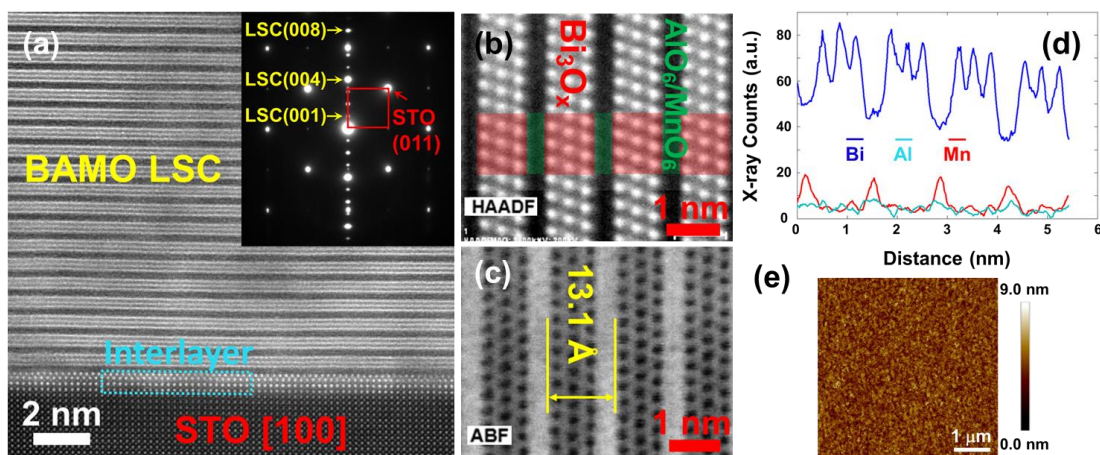 (a)
LSC(008)
LSC(004)
LSC(001)
STO
(011)
BAMO LSC
Interlayer
2 nm
STO [100]
(b)
Bi₃Oₓ
AlO₆/MnO₆
HAADF
1 nm
(c)
13.1 Å
ABF
1 nm
(d)
X-ray Counts (a.u.)
80
60
40
20
0
Bi
Al
Mn
0
1
2
3
4
5
6
Distance (nm)
(e)
9.0 nm
0.0 nm
1 μm